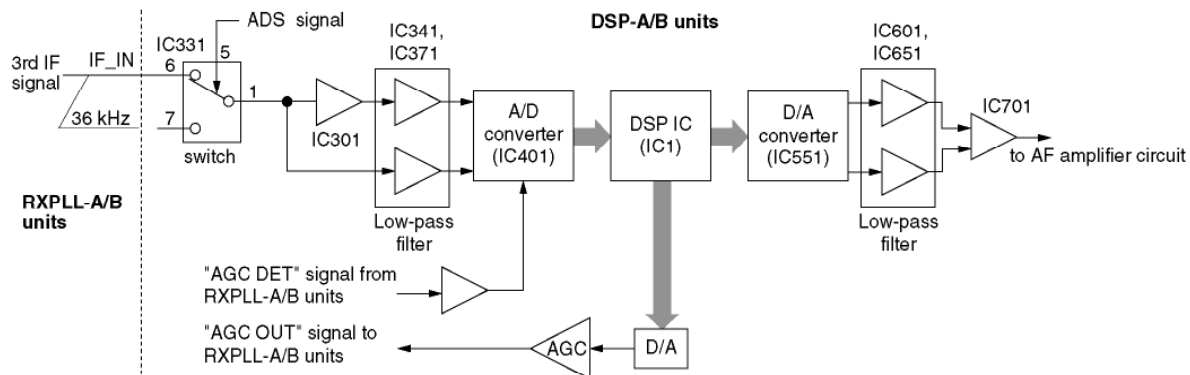 ADS signal
DSP-A/B units
IC331
5
IC341,
IC371
IC601,
IC651
3rd IF
signal
IF_IN
6
1
36 kHz
7
switch
IC301
A/D
converter
(IC401)
DSP IC
(IC1)
D/A
converter
(IC551)
IC701
to AF amplifier circuit
RXPLL-A/B
units
Low-pass
filter
Low-pass
filter
"AGC DET" signal from
RXPLL-A/B units
"AGC OUT" signal to
RXPLL-A/B units
AGC
D/A